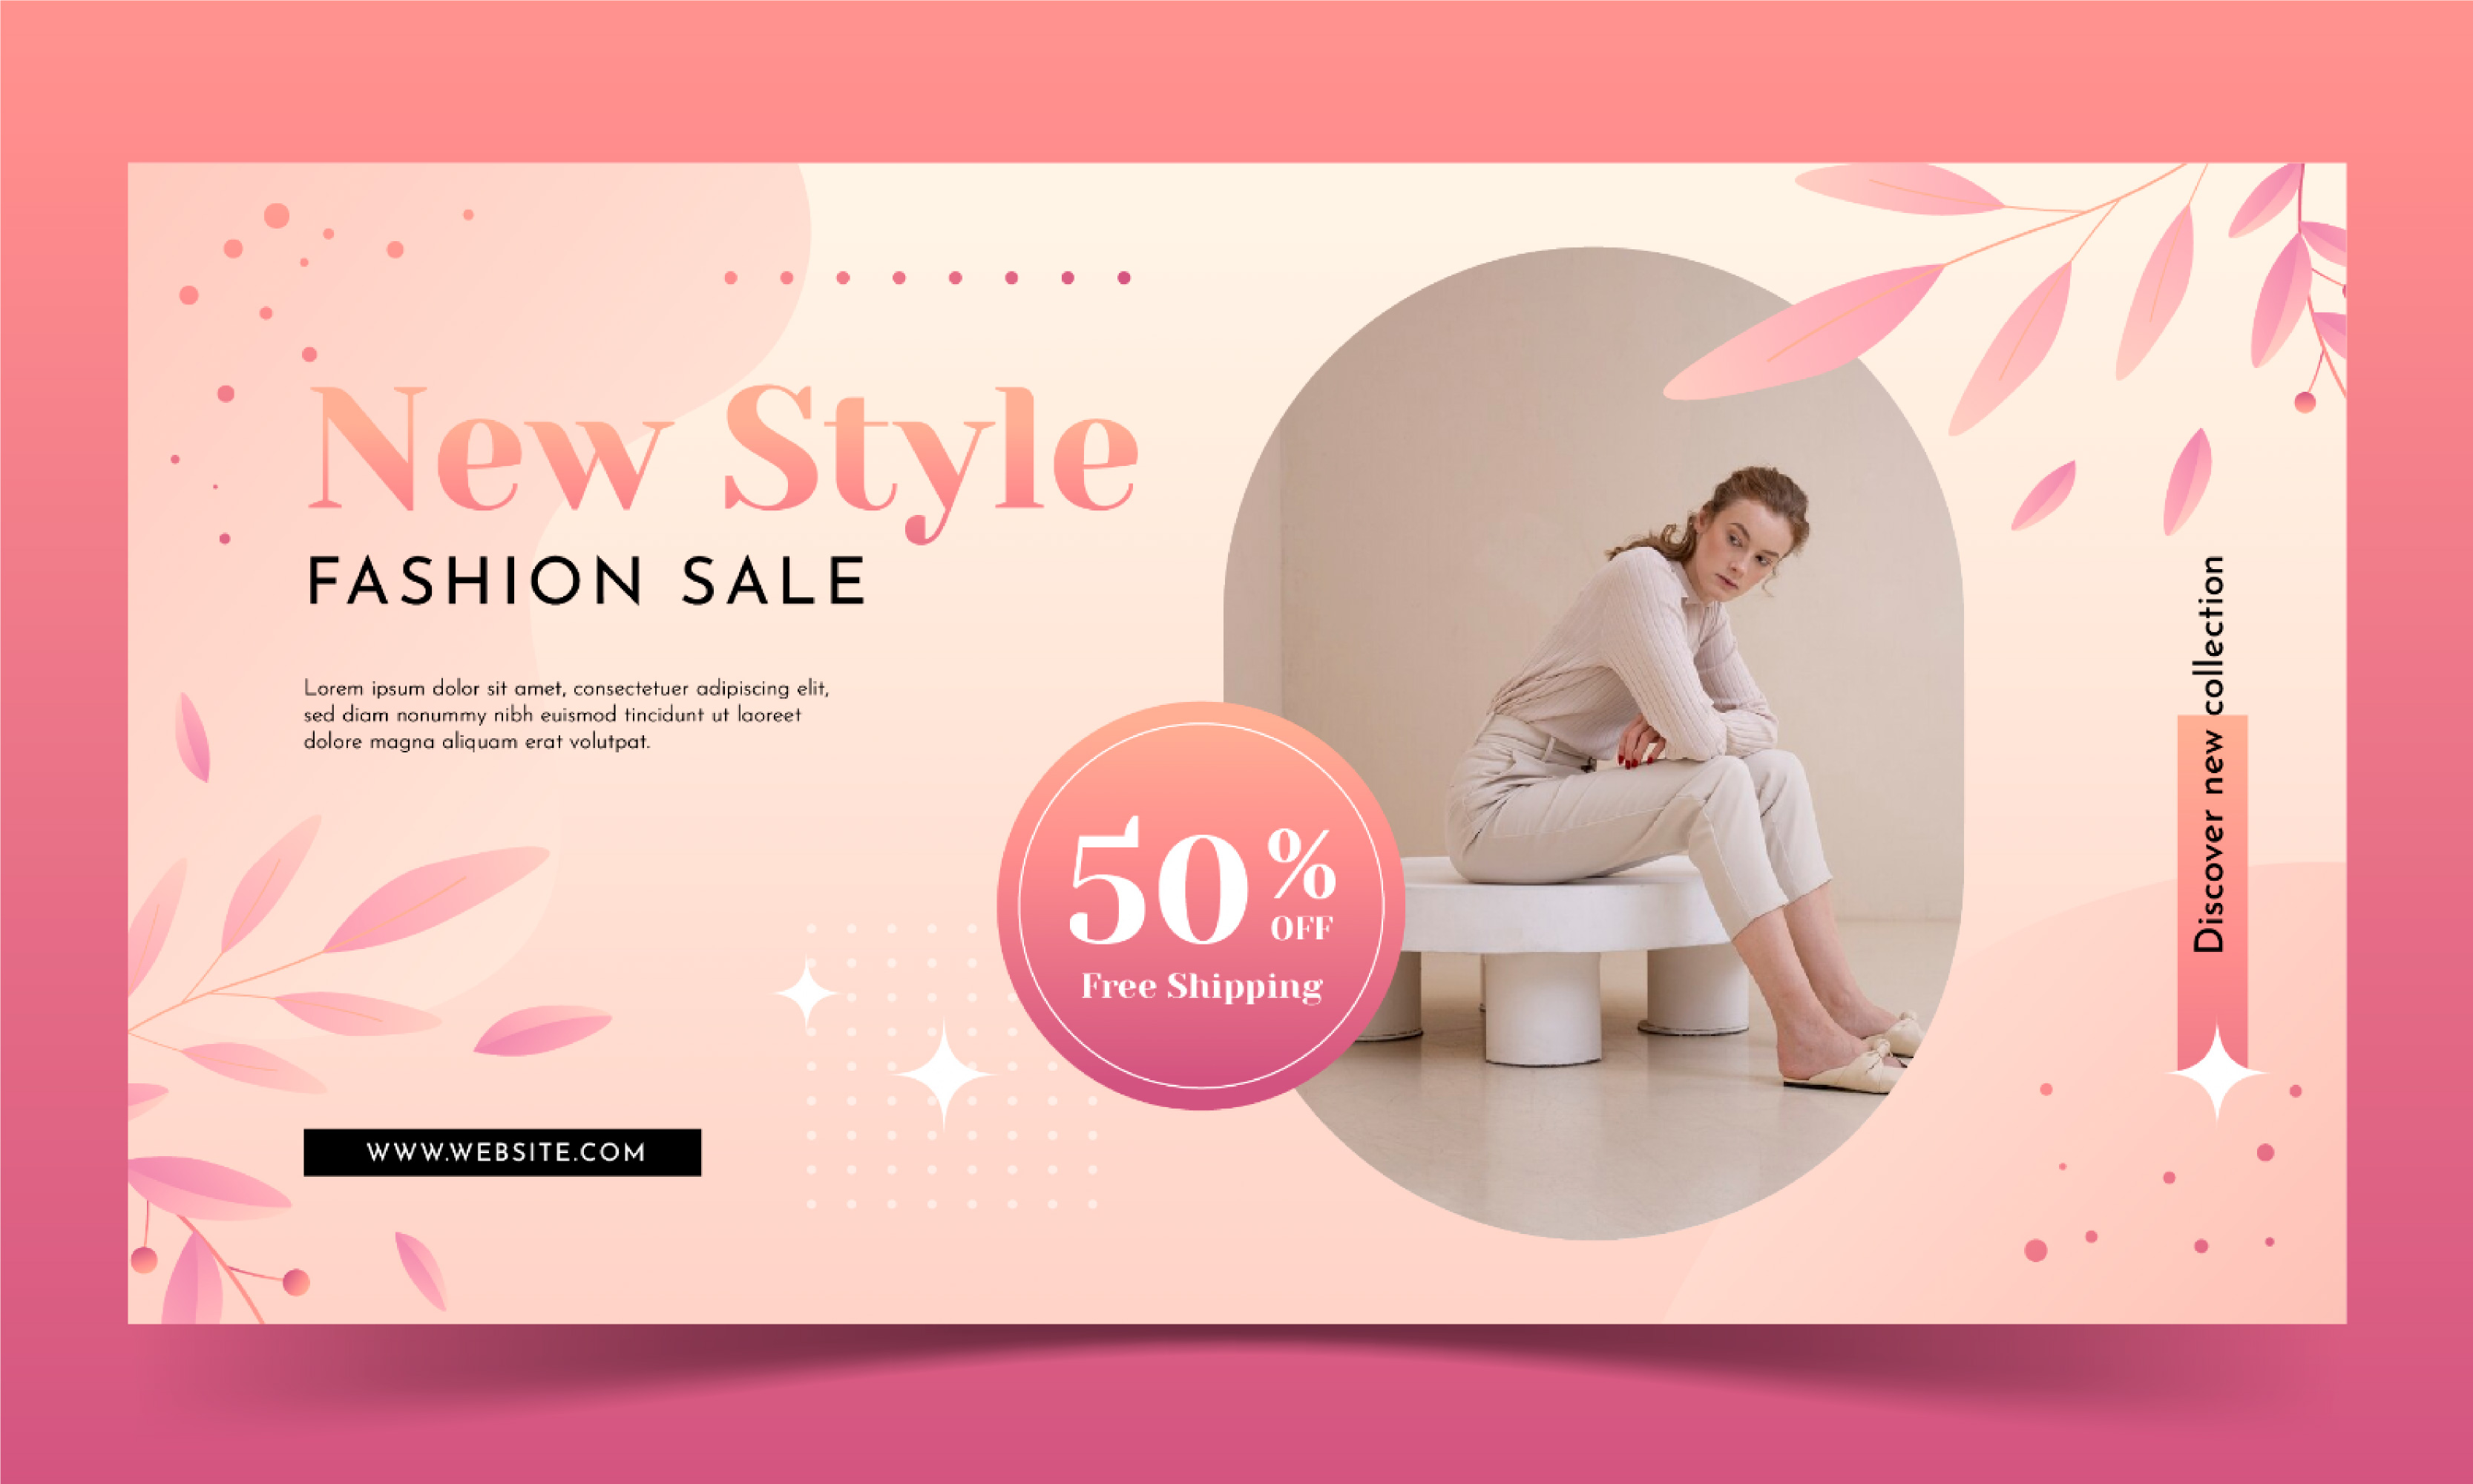 New Style
FASHION SALE
Lorem ipsum dolor sit amet, consectetuer adipiscing elit,
sed diam nonummy nibh euismod tincidunt ut laoreet
dolore magna aliquam erat volutpat.
50%
OFF
Free Shipping
WWW.WEBSITE.COM
Discover new collection